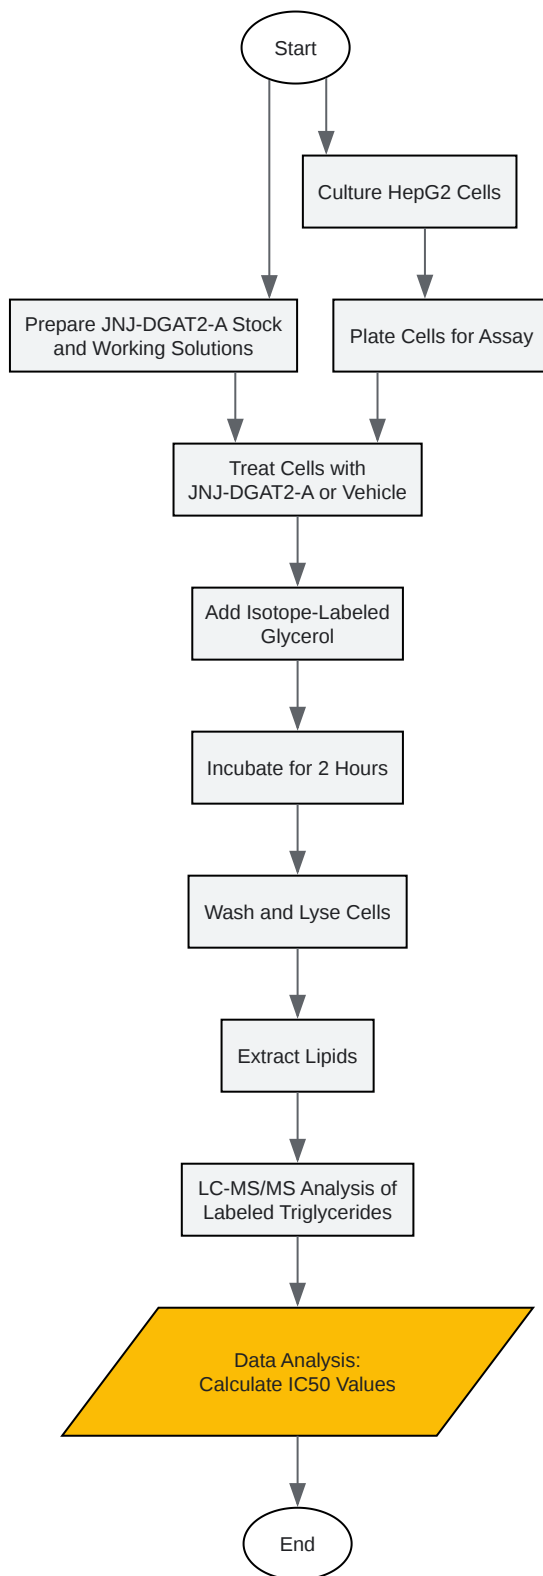 Start
Culture HepG2 Cells
Prepare JNJ-DGAT2-A Stock
and Working Solutions
Plate Cells for Assay
Treat Cells with
JNJ-DGAT2-A or Vehicle
Add Isotope-Labeled
Glycerol
Incubate for 2 Hours
Wash and Lyse Cells
Extract Lipids
LC-MS/MS Analysis of
Labeled Triglycerides
Data Analysis:
Calculate IC50 Values
End